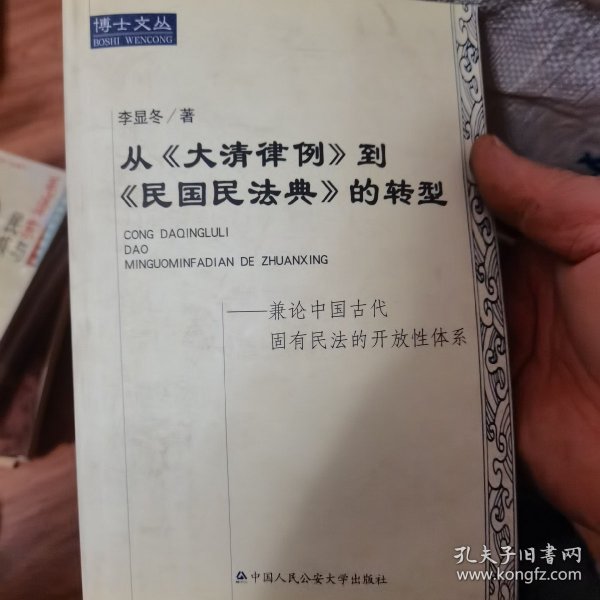 博士文丛
BOSHI WENCONG
李显冬/著
从《大清律例》到
《民国民法典》的转型
CONG DAQINGLULI
DAO
MINGUOMINFADIAN DE ZHUANXING
——兼论中国古代
固有民法的开放性体系
中国人民公安大学出版社
孔夫子旧书网
www.kongfz.com